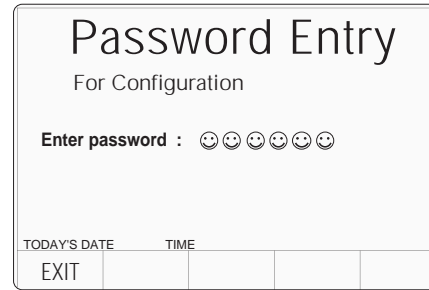 Password Entry
For Configuration
Enter password : ☺☺☺☺☺☺
TODAY'S DATE TIME
EXIT